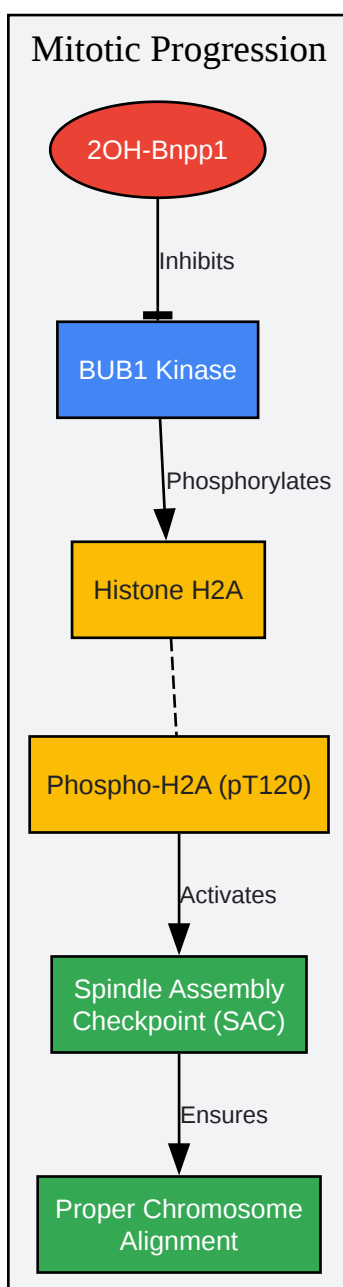 Mitotic Progression
2OH-Bnpp1
Inhibits
BUB1 Kinase
Phosphorylates
Histone H2A
Phospho-H2A (pT120)
Activates
Spindle Assembly
Checkpoint (SAC)
Ensures
Proper Chromosome
Alignment